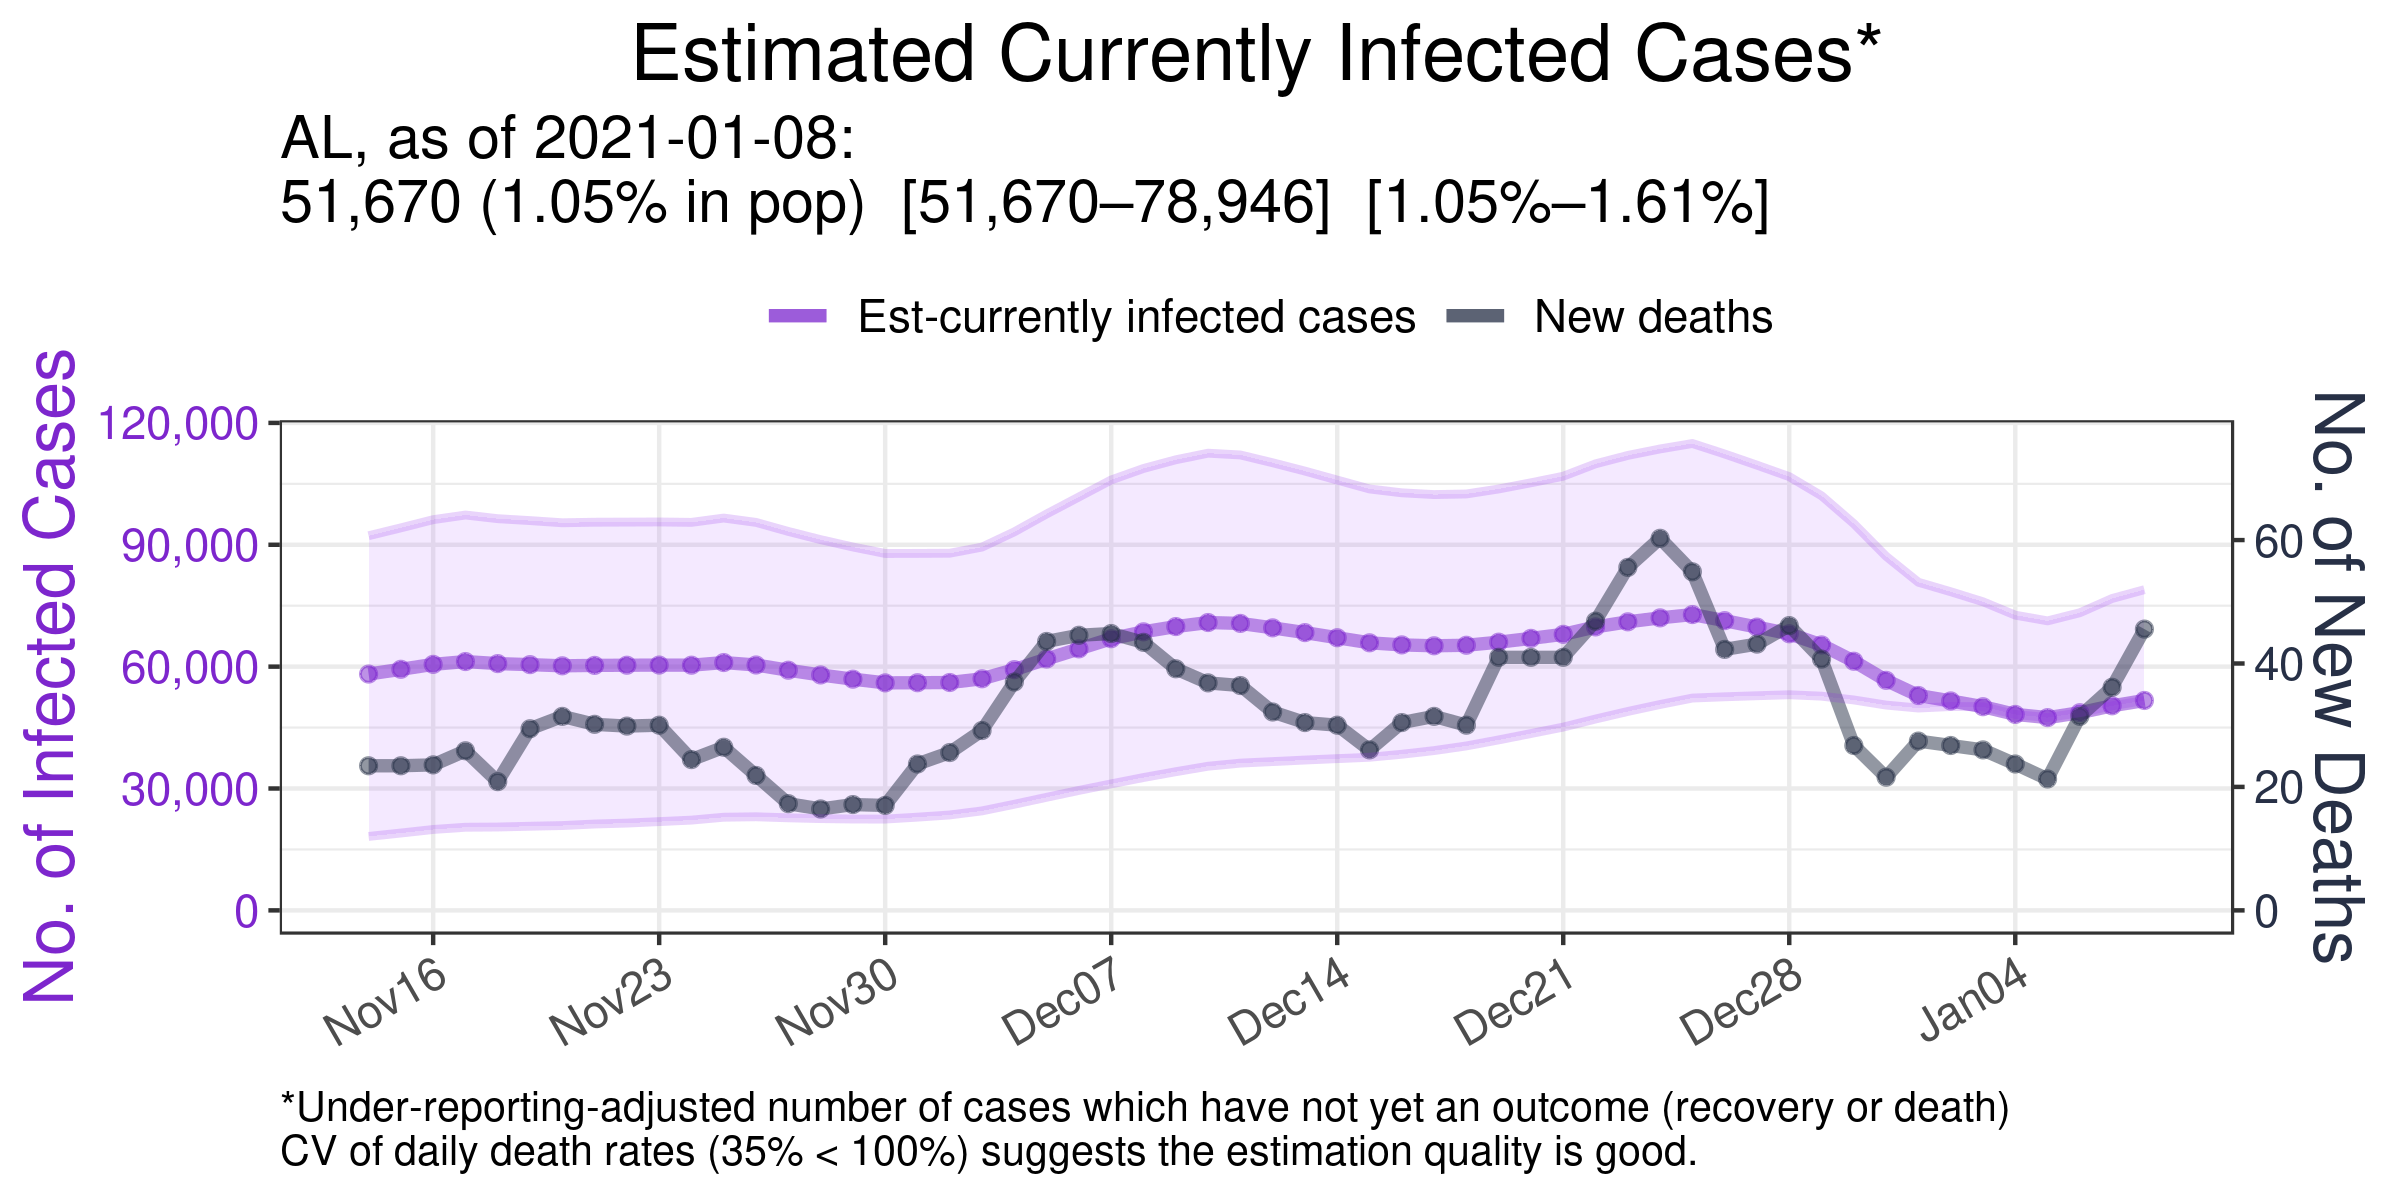 Estimated Currently Infected Cases*
AL, as of 2021-01-08:
51,670 (1.05% in pop)  [51,670–78,946]  [1.05%–1.61%]
Est-currently infected cases
New deaths
No. of Infected Cases
120,000
90,000
60,000
30,000
0
No. of New Deaths
60
40
20
0
Nov16
Nov23
Nov30
Dec07
Dec14
Dec21
Dec28
Jan04
*Under-reporting-adjusted number of cases which have not yet an outcome (recovery or death)
CV of daily death rates (35% < 100%) suggests the estimation quality is good.